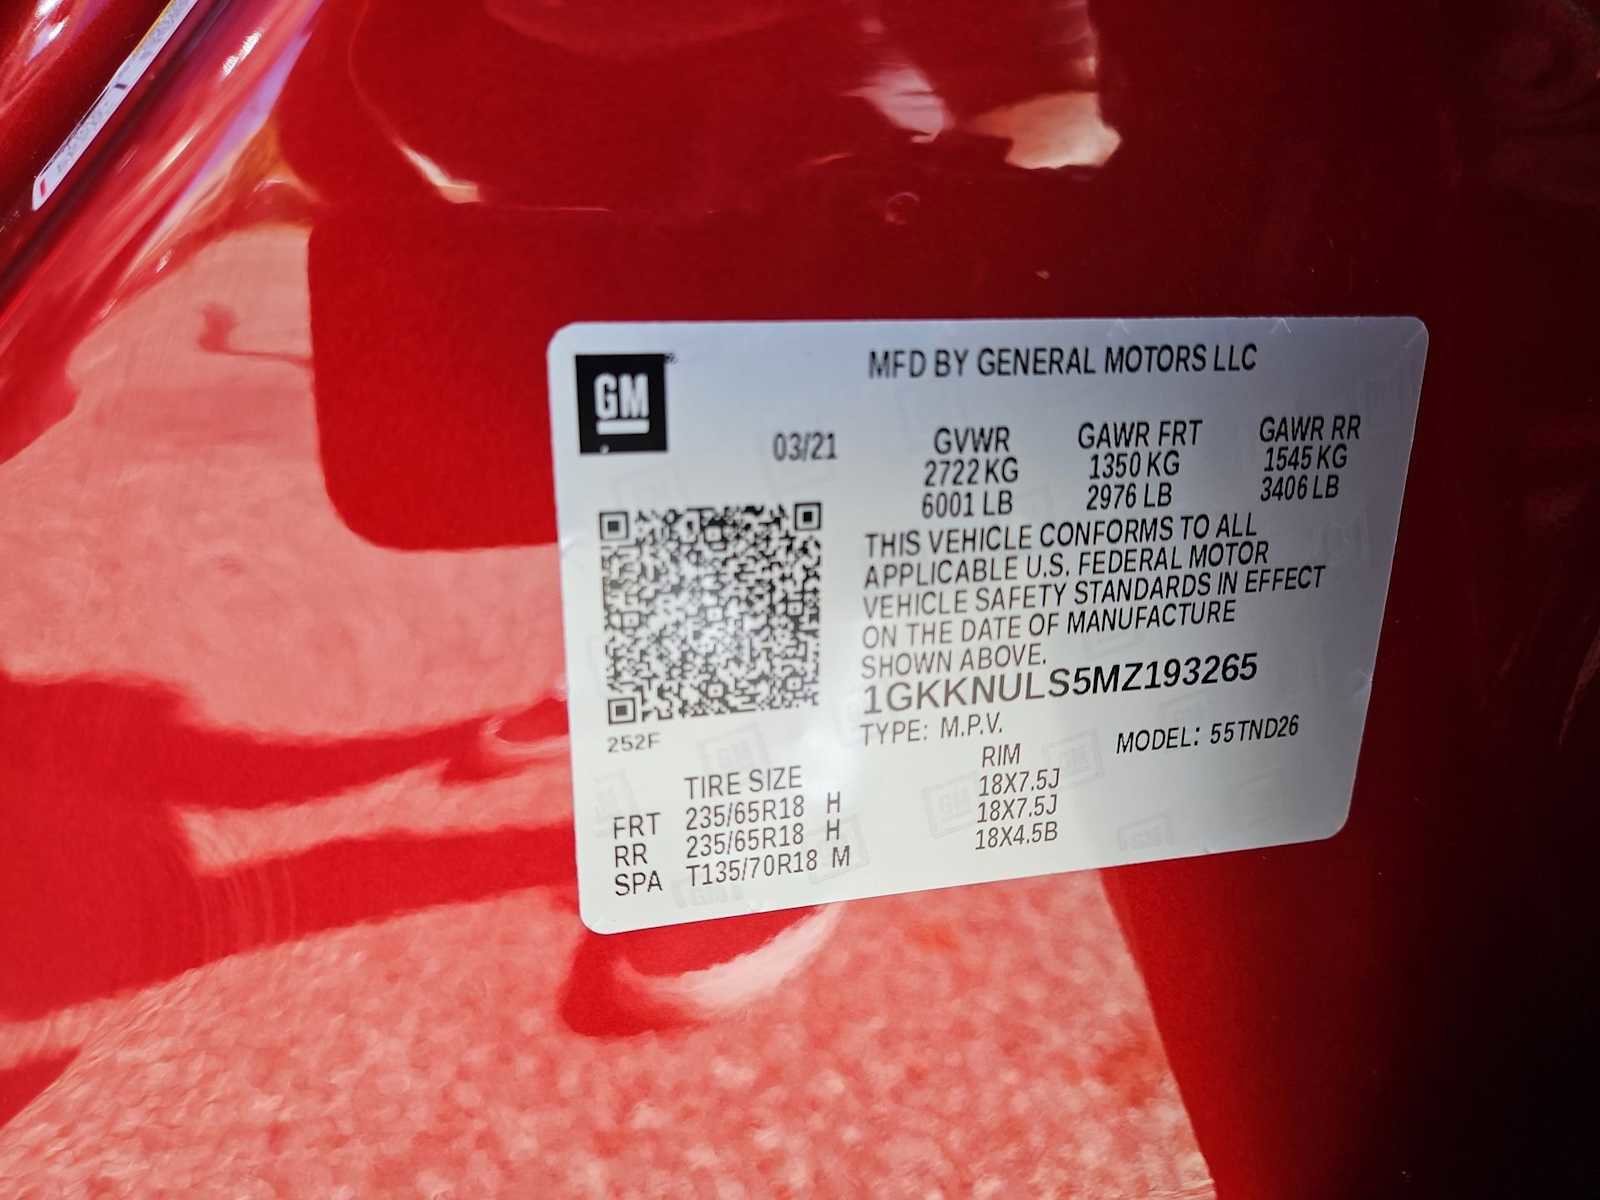 GM
MFD BY GENERAL MOTORS LLC
03/21
GVWR GAWR FRT GAWR RR
2722 KG 1350 KG 1545 KG
6001 LB 2976 LB 3406 LB
THIS VEHICLE CONFORMS TO ALL
APPLICABLE U.S. FEDERAL MOTOR
VEHICLE SAFETY STANDARDS IN EFFECT
ON THE DATE OF MANUFACTURE
SHOWN ABOVE.
1GKKNULS5MZ193265
252F
TYPE: M.P.V. MODEL: 55TND26
TIRE SIZE RIM
FRT 235/65R18 H 18X7.5J
RR 235/65R18 H 18X7.5J
SPA T135/70R18 M 18X4.5B